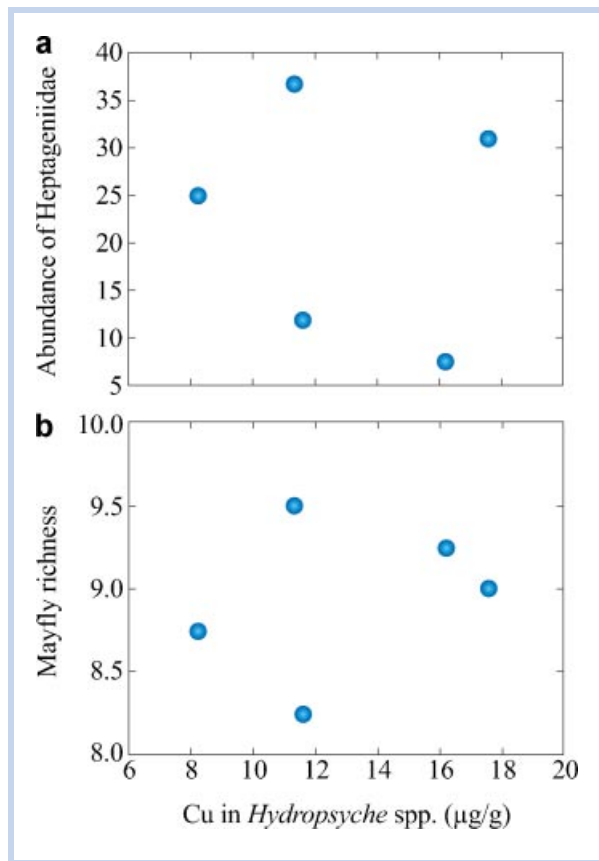 a
Abundance of Heptageniidae
40
35
30
25
20
15
10
5
b
Mayfly richness
10.0
9.5
9.0
8.5
8.0
6 8 10 12 14 16 18 20
Cu in Hydropsyche spp. (µg/g)